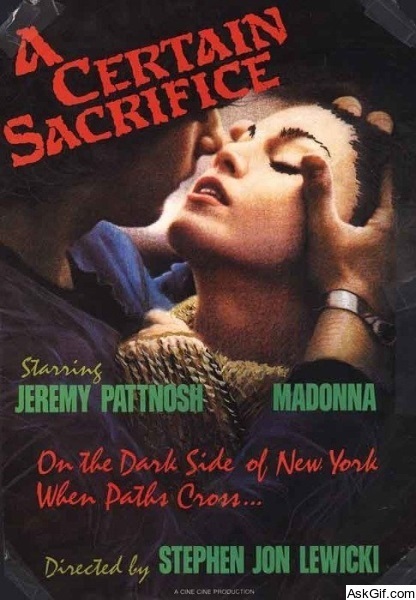 A
CERTAIN
SACRIFICE
Starring
JEREMY PATTNOSH MADONNA
On the Dark Side of New York
When Paths Cross...
Directed by STEPHEN JON LEWICKI
A CINE CINE PRODUCTION
AskGif.com